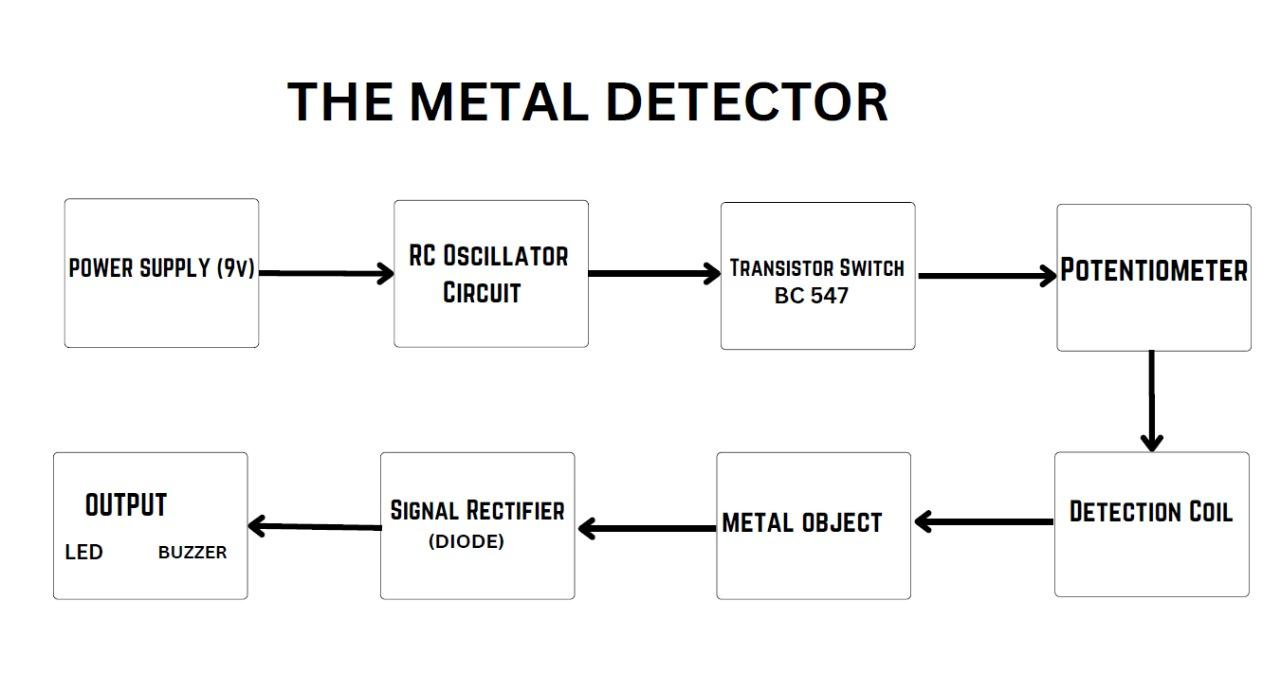 THE METAL DETECTOR
POWER SUPPLY (9V)
RC OSCILLATOR
CIRCUIT
TRANSISTOR SWITCH
BC 547
POTENTIOMETER
DETECTION COIL
METAL OBJECT
SIGNAL RECTIFIER
(DIODE)
OUTPUT
LED BUZZER